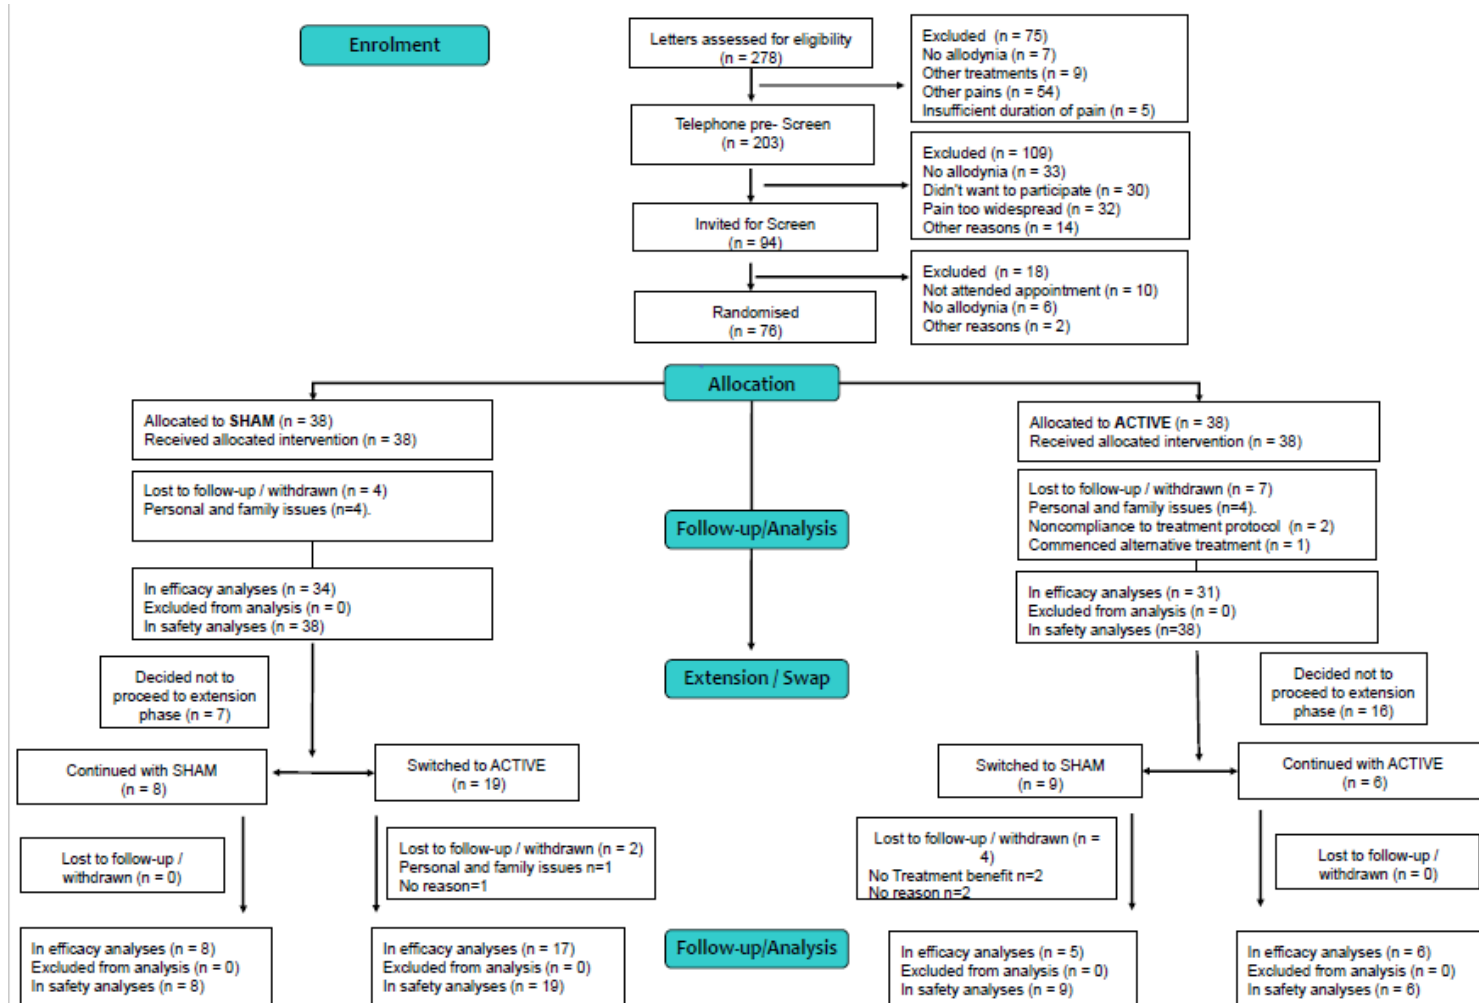 Enrolment
Letters assessed for eligibility
(n = 278)
Excluded (n = 75)
No allodynia (n = 7)
Other treatments (n = 9)
Other pains (n = 54)
Insufficient duration of pain (n = 5)
Telephone pre- Screen
(n = 203)
Excluded (n = 109)
No allodynia (n = 33)
Didn't want to participate (n = 30)
Pain too widespread (n = 32)
Other reasons (n = 14)
Invited for Screen
(n = 94)
Excluded (n = 18)
Not attended appointment (n = 10)
No allodynia (n = 6)
Other reasons (n = 2)
Randomised
(n = 76)
Allocation
Allocated to SHAM (n = 38)
Received allocated intervention (n = 38)
Allocated to ACTIVE (n = 38)
Received allocated intervention (n = 38)
Lost to follow-up / withdrawn (n = 4)
Personal and family issues (n=4).
Lost to follow-up / withdrawn (n = 7)
Personal and family issues (n=4).
Noncompliance to treatment protocol (n = 2)
Commenced alternative treatment (n = 1)
Follow-up/Analysis
In efficacy analyses (n = 34)
Excluded from analysis (n = 0)
In safety analyses (n = 38)
In efficacy analyses (n = 31)
Excluded from analysis (n = 0)
In safety analyses (n=38)
Extension / Swap
Decided not to
proceed to extension
phase (n = 7)
Decided not to
proceed to extension
phase (n = 16)
Continued with SHAM
(n = 8)
Switched to ACTIVE
(n = 19)
Switched to SHAM
(n = 9)
Continued with ACTIVE
(n = 6)
Lost to follow-up /
withdrawn (n = 0)
Lost to follow-up / withdrawn (n = 2)
Personal and family issues n=1
No reason=1
Lost to follow-up / withdrawn (n =
4)
No Treatment benefit n=2
No reason n=2
Lost to follow-up /
withdrawn (n = 0)
In efficacy analyses (n = 8)
Excluded from analysis (n = 0)
In safety analyses (n = 8)
In efficacy analyses (n = 17)
Excluded from analysis (n = 0)
In safety analyses (n = 19)
Follow-up/Analysis
In efficacy analyses (n = 5)
Excluded from analysis (n = 0)
In safety analyses (n = 9)
In efficacy analyses (n = 6)
Excluded from analysis (n = 0)
In safety analyses (n = 6)